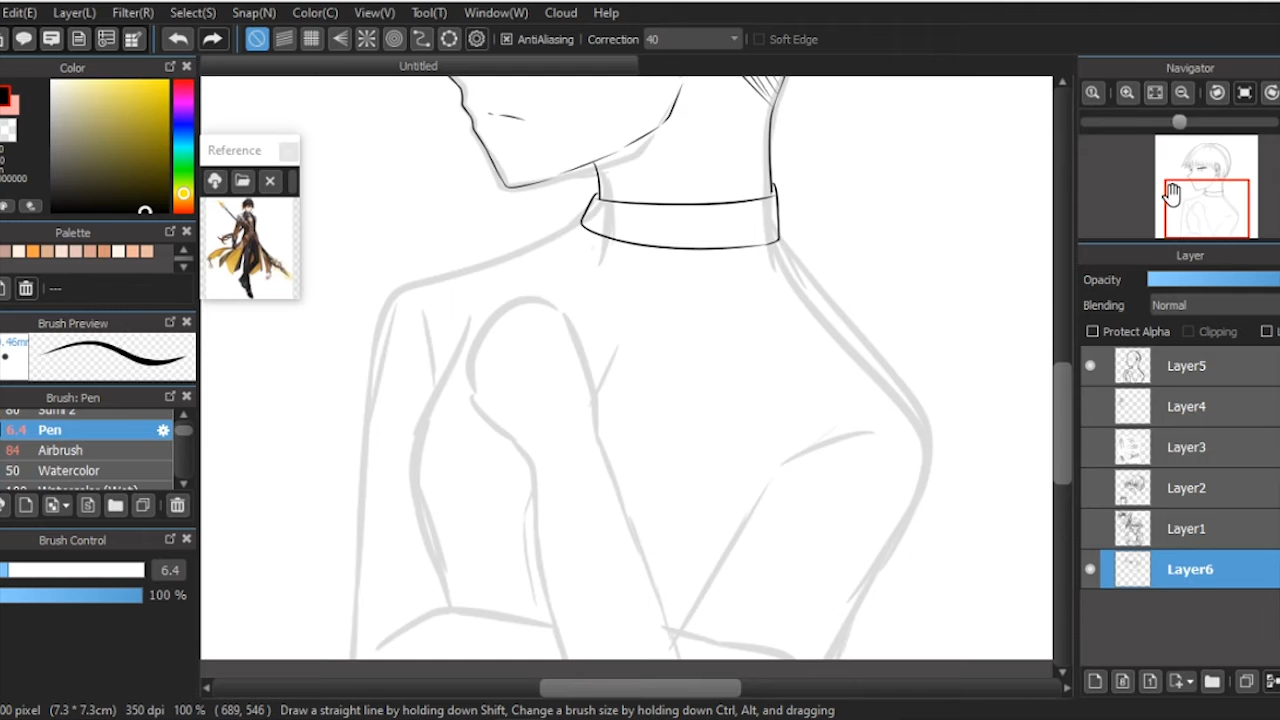 Edit(E) Layer(L) Filter(R) Select(S) Snap(N) Color(C) View(V) Tool(T) Window(W) Cloud Help
AntiAliasing Correction 40 Soft Edge
Color
Untitled
Navigator
Reference
Palette
---
Brush Preview
Brush: Pen
6.4 Pen
84 Airbrush
50 Watercolor
Brush Control
6.4
100 %
Layer
Opacity
Blending Normal
Protect Alpha Clipping
Layer5
Layer4
Layer3
Layer2
Layer1
Layer6
00 pixel (7.3 * 7.3cm) 350 dpi 100 % ( 689, 546 ) Draw a straight line by holding down Shift, Change a brush size by holding down Ctrl, Alt, and dragging